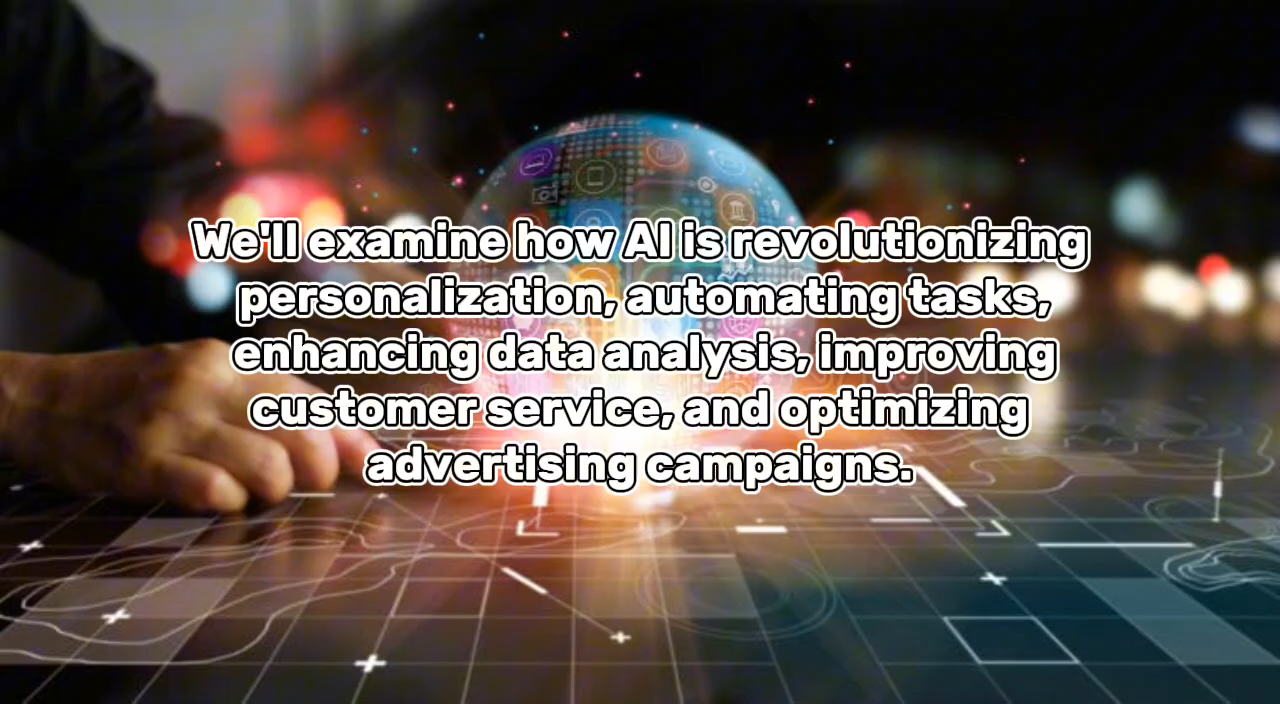 We'll examine how AI is revolutionizing
personalization, automating tasks,
enhancing data analysis, improving
customer service, and optimizing
advertising campaigns.